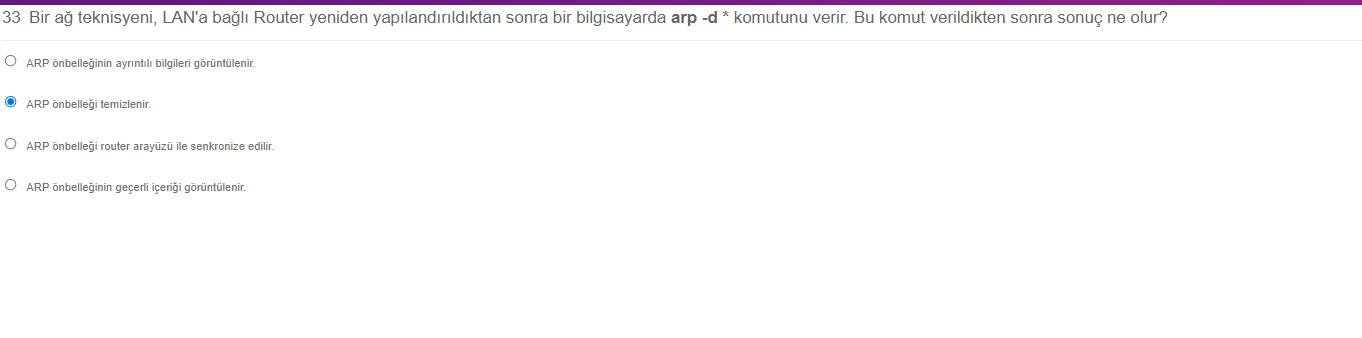 33 Bir ağ teknisyeni, LAN'a bağlı Router yeniden yapılandırıldıktan sonra bir bilgisayarda arp -d * komutunu verir. Bu komut verildikten sonra sonuç ne olur?
ARP önbelleğinin ayrıntılı bilgileri görüntülenir.
ARP önbelleği temizlenir.
ARP önbelleği router arayüzü ile senkronize edilir.
ARP önbelleğinin geçerli içeriği görüntülenir.